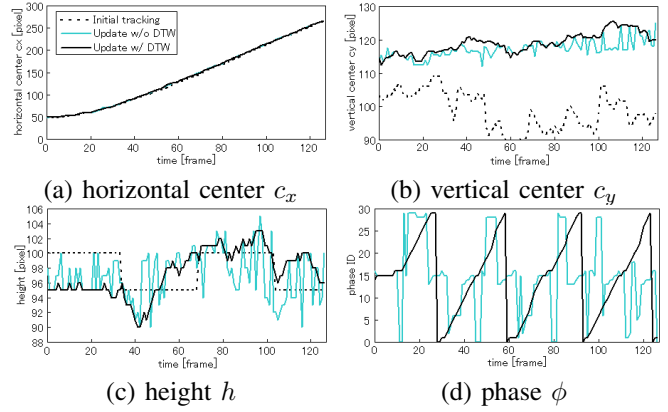 300
250
200
150
100
50
0
horizontal center cx [pixel]
Initial tracking
Update w/o DTW
Update w/ DTW
0 20 40 60 80 100 120
time [frame]
(a) horizontal center cx
130
120
110
100
90
vertical center cy [pixel]
0 20 40 60 80 100 120
time [frame]
(b) vertical center cy
106
104
102
100
98
96
94
92
90
88
height [pixel]
0 20 40 60 80 100 120
time [frame]
(c) height h
30
25
20
15
10
5
0
phase ID
0 20 40 60 80 100 120
time [frame]
(d) phase ϕ